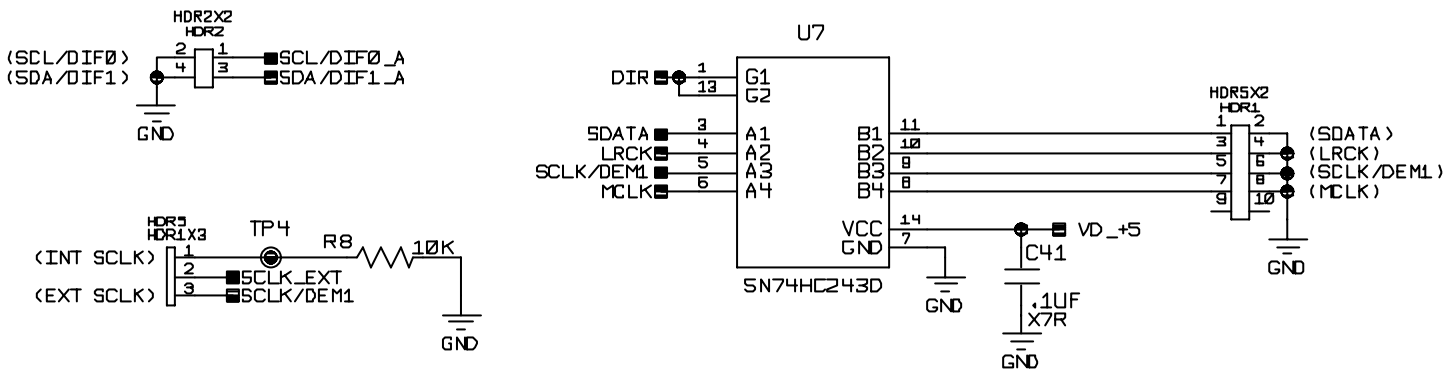 HDR2X2
HDR2
(SCL/DIF0) 2 1 SCL/DIF0_A
(SDA/DIF1) 4 3 SDA/DIF1_A
GND
HDR5
HDR1X3
TP4
R8
10K
(INT SCLK) 1
2 SCLK_EXT
(EXT SCLK) 3 SCLK/DEM1
GND
U7
DIR 1 G1
13 G2
SDATA 3 A1 B1 11
LRCK 4 A2 B2 10
SCLK/DEM1 5 A3 B3 9
MCLK 6 A4 B4 8
VCC 14 VD_+5
GND 7
SN74HC243D
GND
C41
.1UF
X7R
GND
HDR5X2
HDR1
1 2 (SDATA)
3 4 (LRCK)
5 6 (SCLK/DEM1)
7 8 (MCLK)
9 10
GND